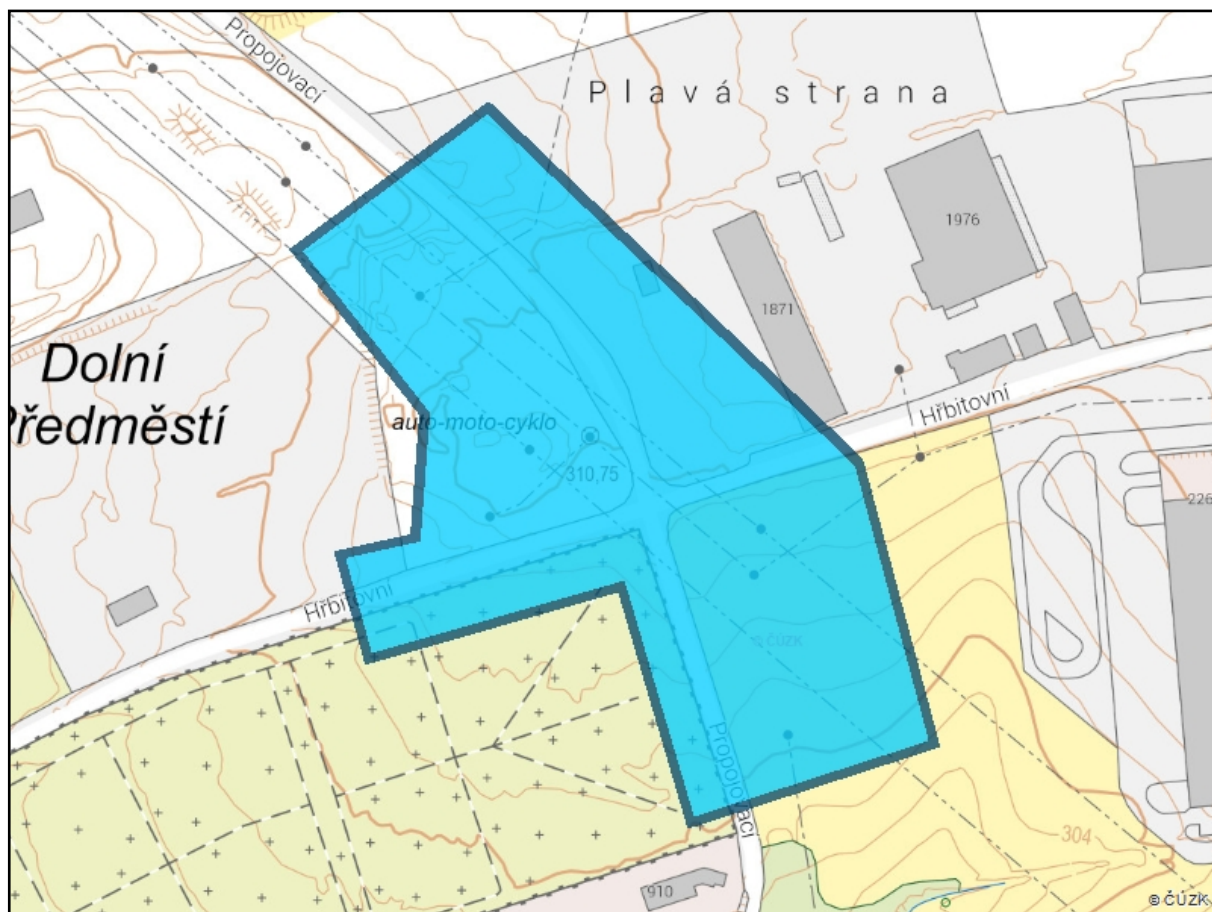 Propojovací
Plavá strana
1976
1871
Dolní
Předměstí
auto-moto-cyklo
310,75
Hřbitovní
226
Hřbitovní
© ČÚZK
Propojovací
304
910
© ČÚZK